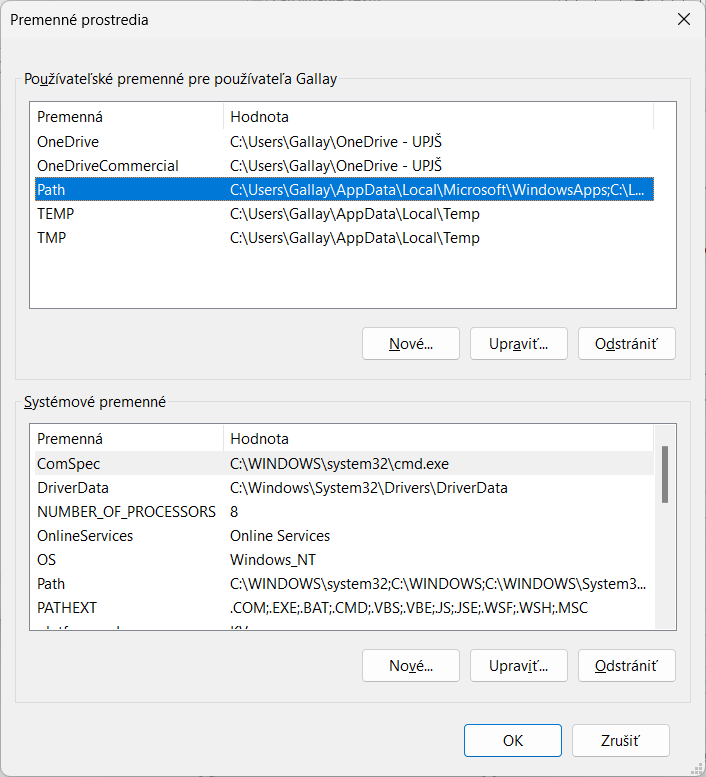 Premenné prostredia
Používateľské premenné pre používateľa Gallay
Premenná Hodnota
OneDrive C:\Users\Gallay\OneDrive - UPJŠ
OneDriveCommercial C:\Users\Gallay\OneDrive - UPJŠ
Path C:\Users\Gallay\AppData\Local\Microsoft\WindowsApps;C:\L...
TEMP C:\Users\Gallay\AppData\Local\Temp
TMP C:\Users\Gallay\AppData\Local\Temp
Nové... Upraviť... Odstrániť
Systémové premenné
Premenná Hodnota
ComSpec C:\WINDOWS\system32\cmd.exe
DriverData C:\Windows\System32\Drivers\DriverData
NUMBER_OF_PROCESSORS 8
OnlineServices Online Services
OS Windows_NT
Path C:\WINDOWS\system32;C:\WINDOWS;C:\WINDOWS\System3...
PATHEXT .COM;.EXE;.BAT;.CMD;.VBS;.VBE;.JS;.JSE;.WSF;.WSH;.MSC
Nové... Upraviť... Odstrániť
OK Zrušiť